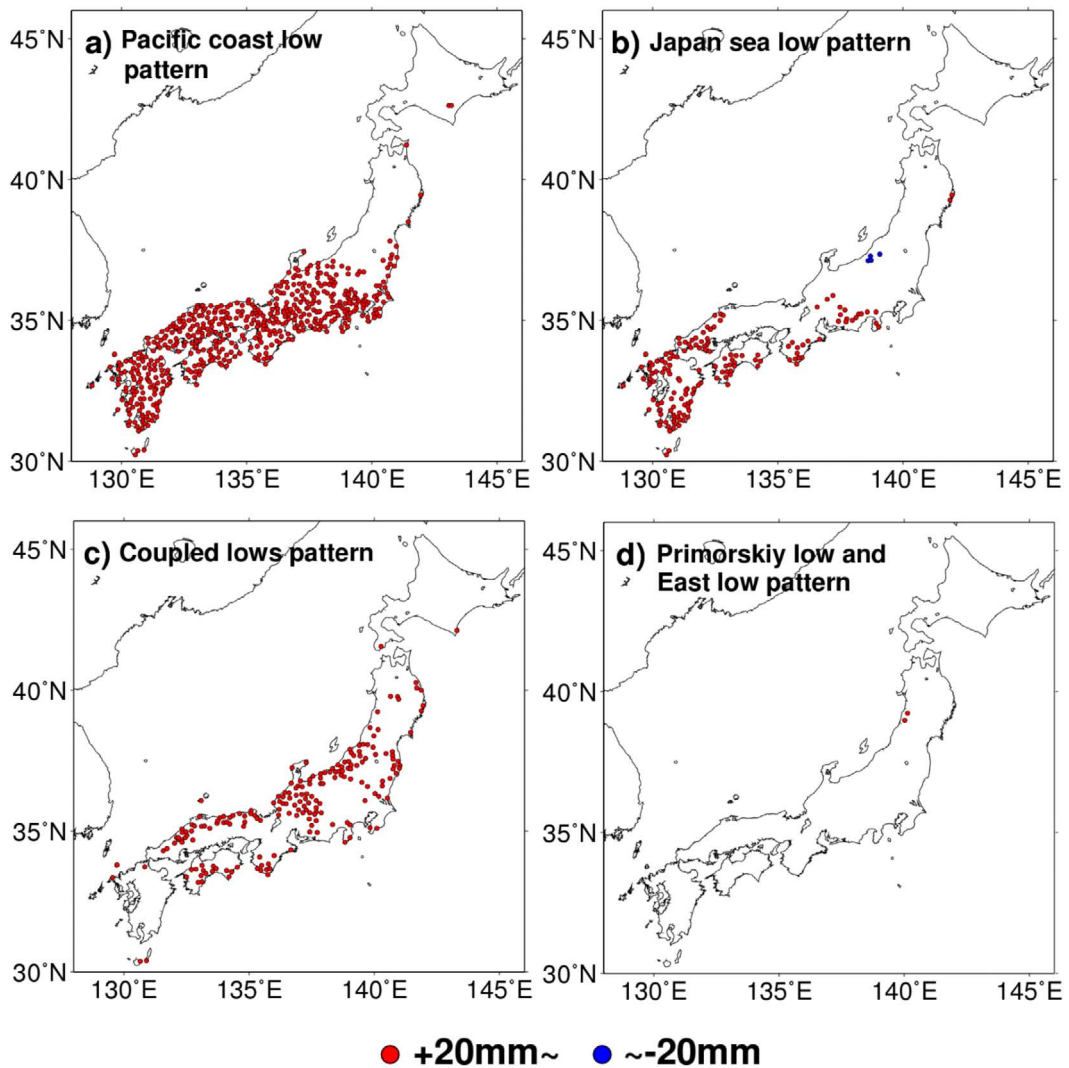 a) Pacific coast low
pattern
45°N
40°N
35°N
30°N
130°E 135°E 140°E 145°E
b) Japan sea low pattern
45°N
40°N
35°N
30°N
130°E 135°E 140°E 145°E
c) Coupled lows pattern
45°N
40°N
35°N
30°N
130°E 135°E 140°E 145°E
d) Primorskiy low and
East low pattern
45°N
40°N
35°N
30°N
130°E 135°E 140°E 145°E
+20mm~ ~-20mm